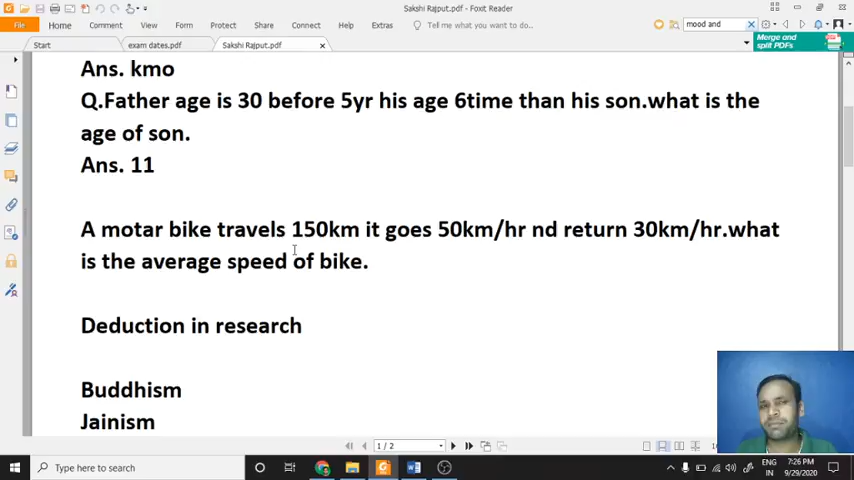 Sakshi Rajput.pdf - Foxit Reader
File Home Comment View Form Protect Share Connect Help Extras Tell me what you want to do... mood and
Start exam dates.pdf Sakshi Rajput.pdf
Merge and
split PDFs
Ans. kmo
Q.Father age is 30 before 5yr his age 6time than his son.what is the
age of son.
Ans. 11
A motar bike travels 150km it goes 50km/hr nd return 30km/hr.what
is the average speed of bike.
Deduction in research
Buddhism
Jainism
1 / 2
Type here to search
ENG
IN
7:26 PM
9/29/2020